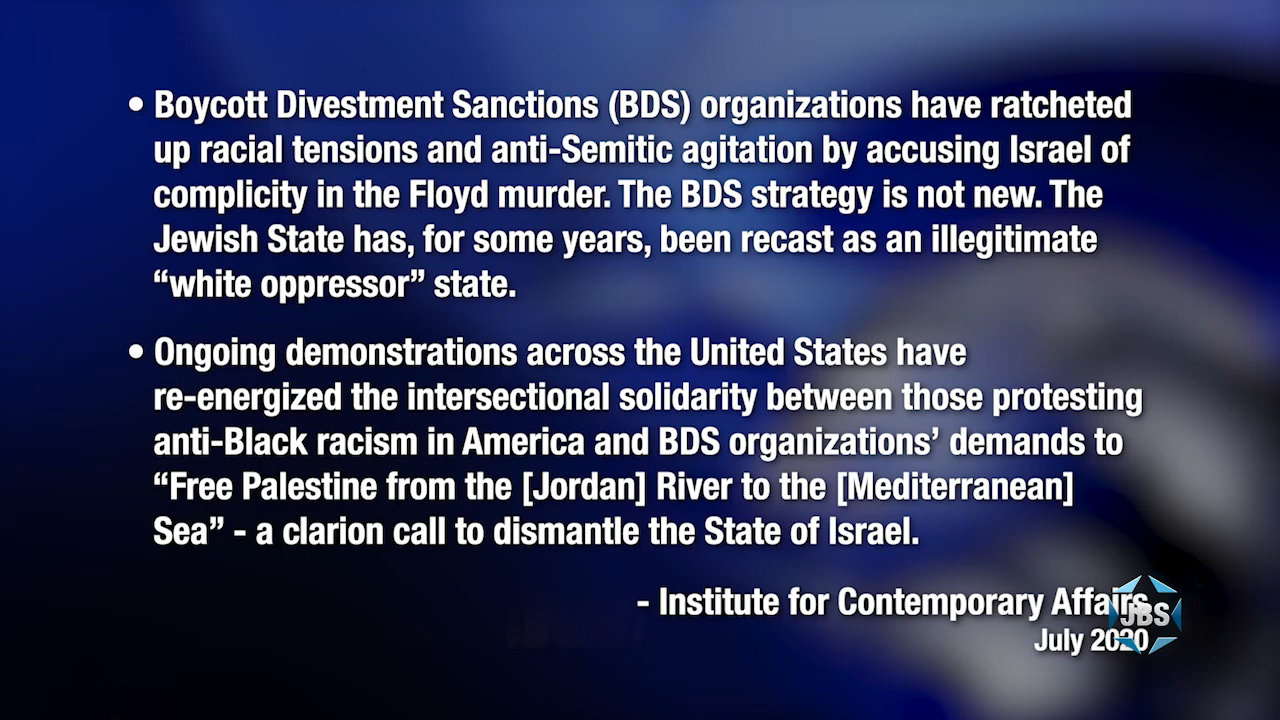 • Boycott Divestment Sanctions (BDS) organizations have ratcheted
up racial tensions and anti-Semitic agitation by accusing Israel of
complicity in the Floyd murder. The BDS strategy is not new. The
Jewish State has, for some years, been recast as an illegitimate
“white oppressor” state.
• Ongoing demonstrations across the United States have
re-energized the intersectional solidarity between those protesting
anti-Black racism in America and BDS organizations’ demands to
“Free Palestine from the [Jordan] River to the [Mediterranean]
Sea” - a clarion call to dismantle the State of Israel.
- Institute for Contemporary Affairs
JBS
July 2020